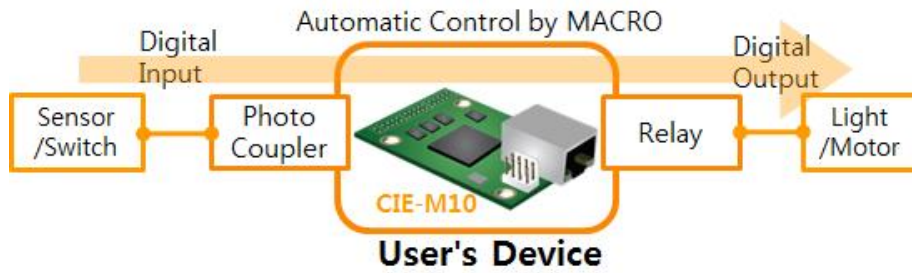 Automatic Control by MACRO
Digital
Input
Digital
Output
Sensor
/Switch
Photo
Coupler
Relay
Light
/Motor
CIE-M10
User's Device